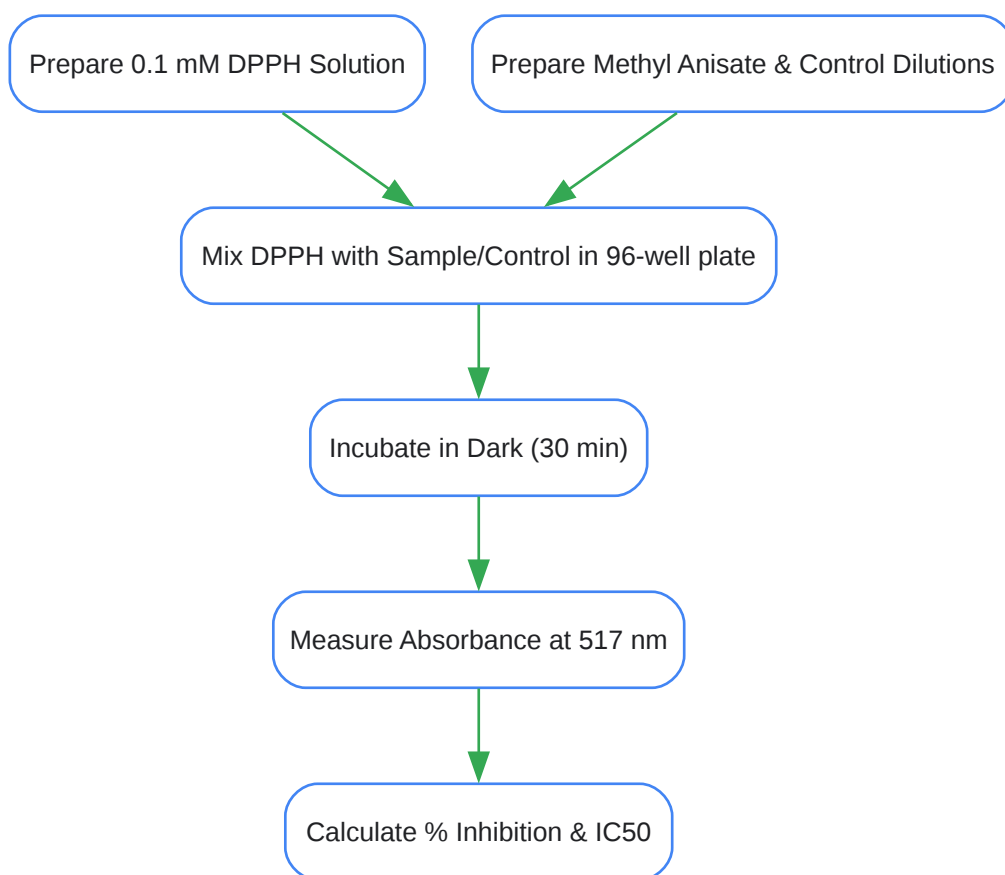 Prepare 0.1 mM DPPH Solution
Prepare Methyl Anisate & Control Dilutions
Mix DPPH with Sample/Control in 96-well plate
Incubate in Dark (30 min)
Measure Absorbance at 517 nm
Calculate % Inhibition & IC50